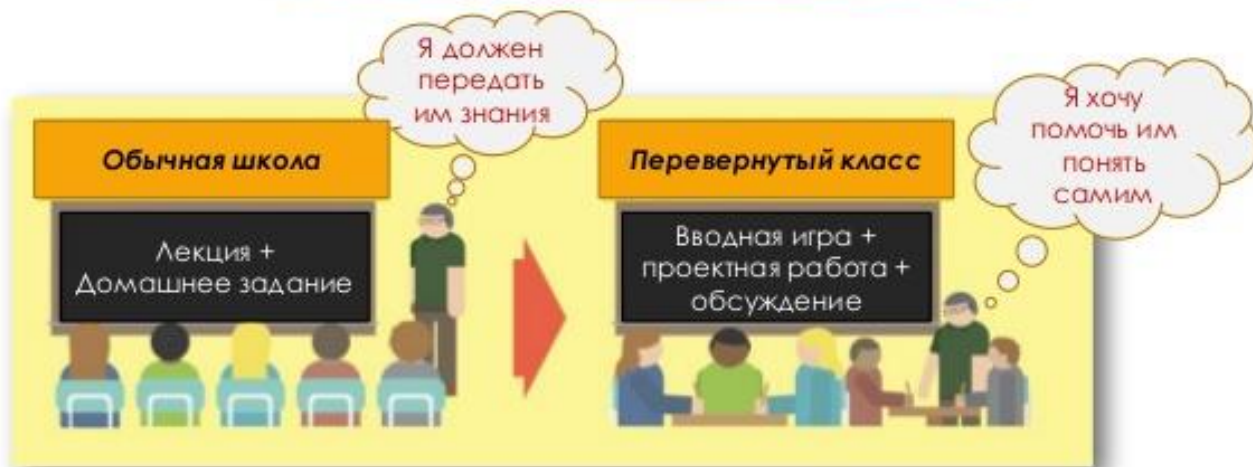 Я должен
передать
им знания
Обычная школа
Лекция +
Домашнее задание
Я хочу
помочь им
понять
самим
Перевернутый класс
Вводная игра +
проектная работа +
обсуждение